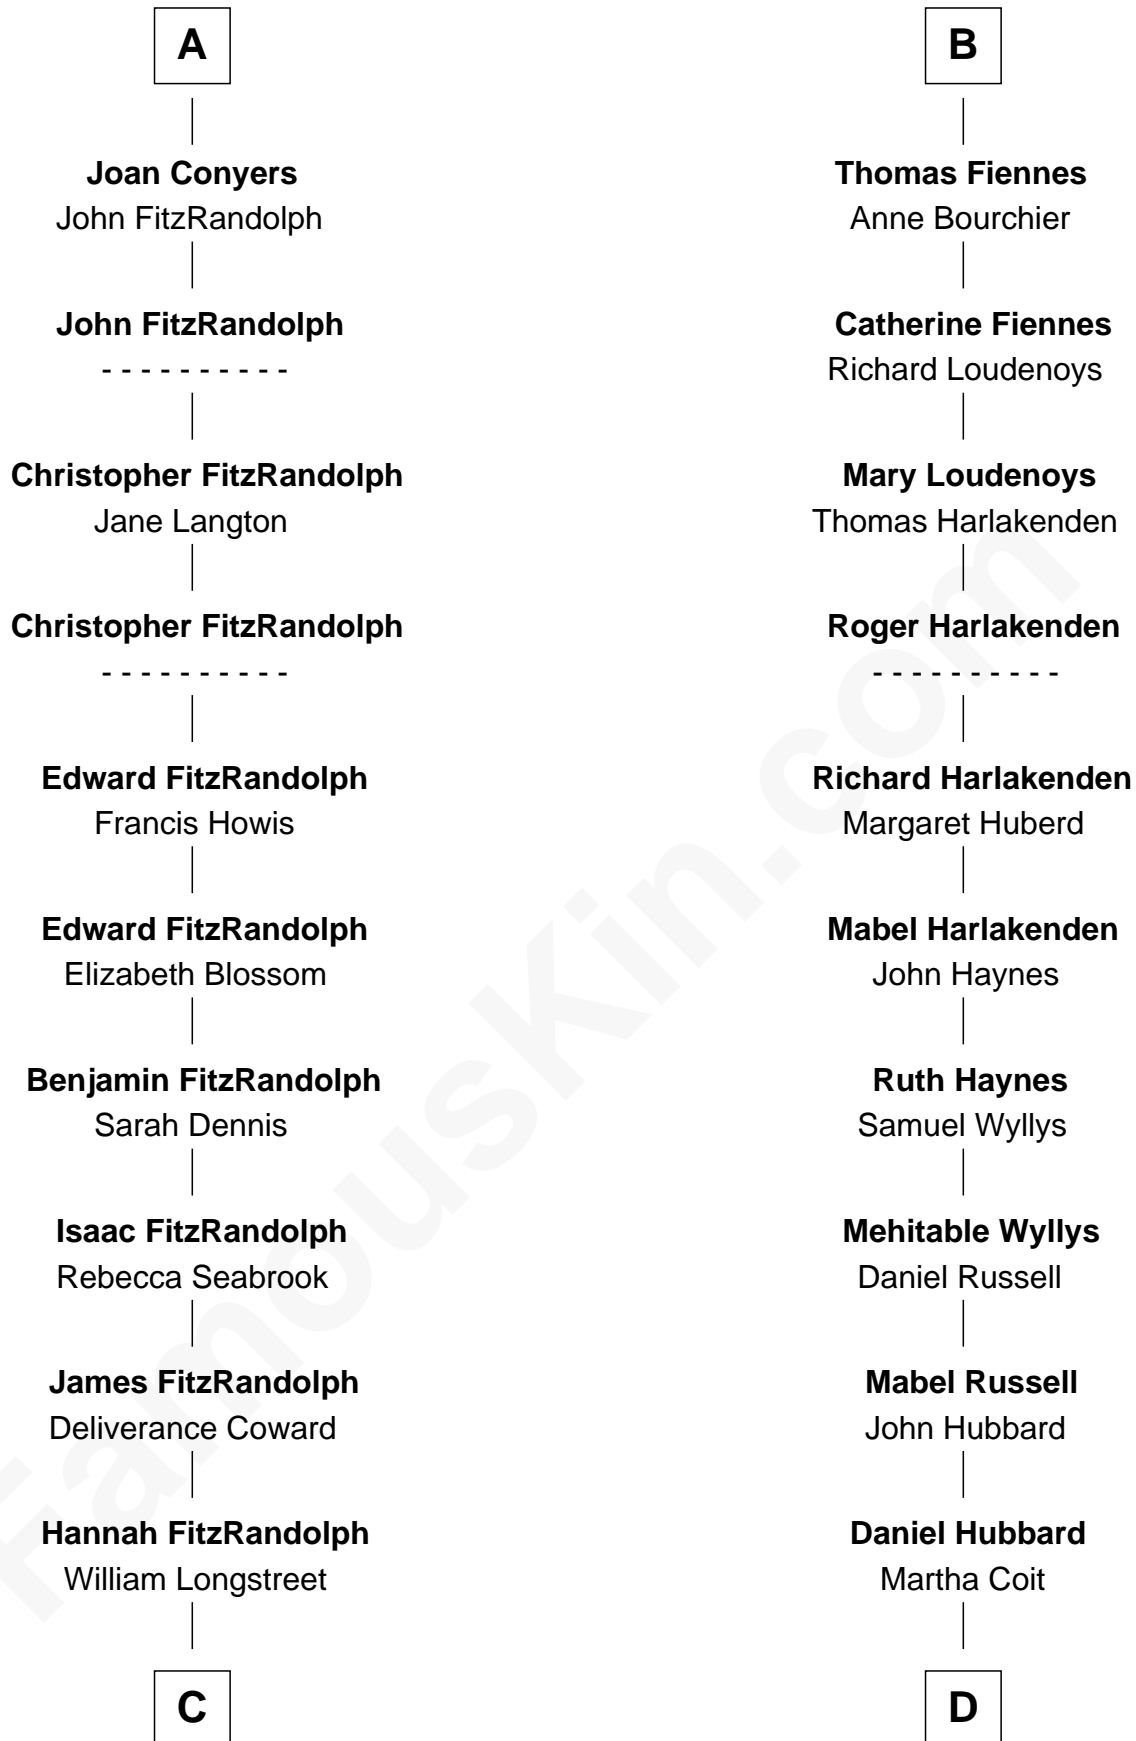 A
Joan Conyers
John FitzRandolph
John FitzRandolph
- - - - - - - - - -
Christopher FitzRandolph
Jane Langton
Christopher FitzRandolph
- - - - - - - - - -
Edward FitzRandolph
Francis Howis
Edward FitzRandolph
Elizabeth Blossom
Benjamin FitzRandolph
Sarah Dennis
Isaac FitzRandolph
Rebecca Seabrook
James FitzRandolph
Deliverance Coward
Hannah FitzRandolph
William Longstreet
C
B
Thomas Fiennes
Anne Bourchier
Catherine Fiennes
Richard Loudenoys
Mary Loudenoys
Thomas Harlakenden
Roger Harlakenden
- - - - - - - - - -
Richard Harlakenden
Margaret Huberd
Mabel Harlakenden
John Haynes
Ruth Haynes
Samuel Wyllys
Mehitable Wyllys
Daniel Russell
Mabel Russell
John Hubbard
Daniel Hubbard
Martha Coit
D
FamousKin.com